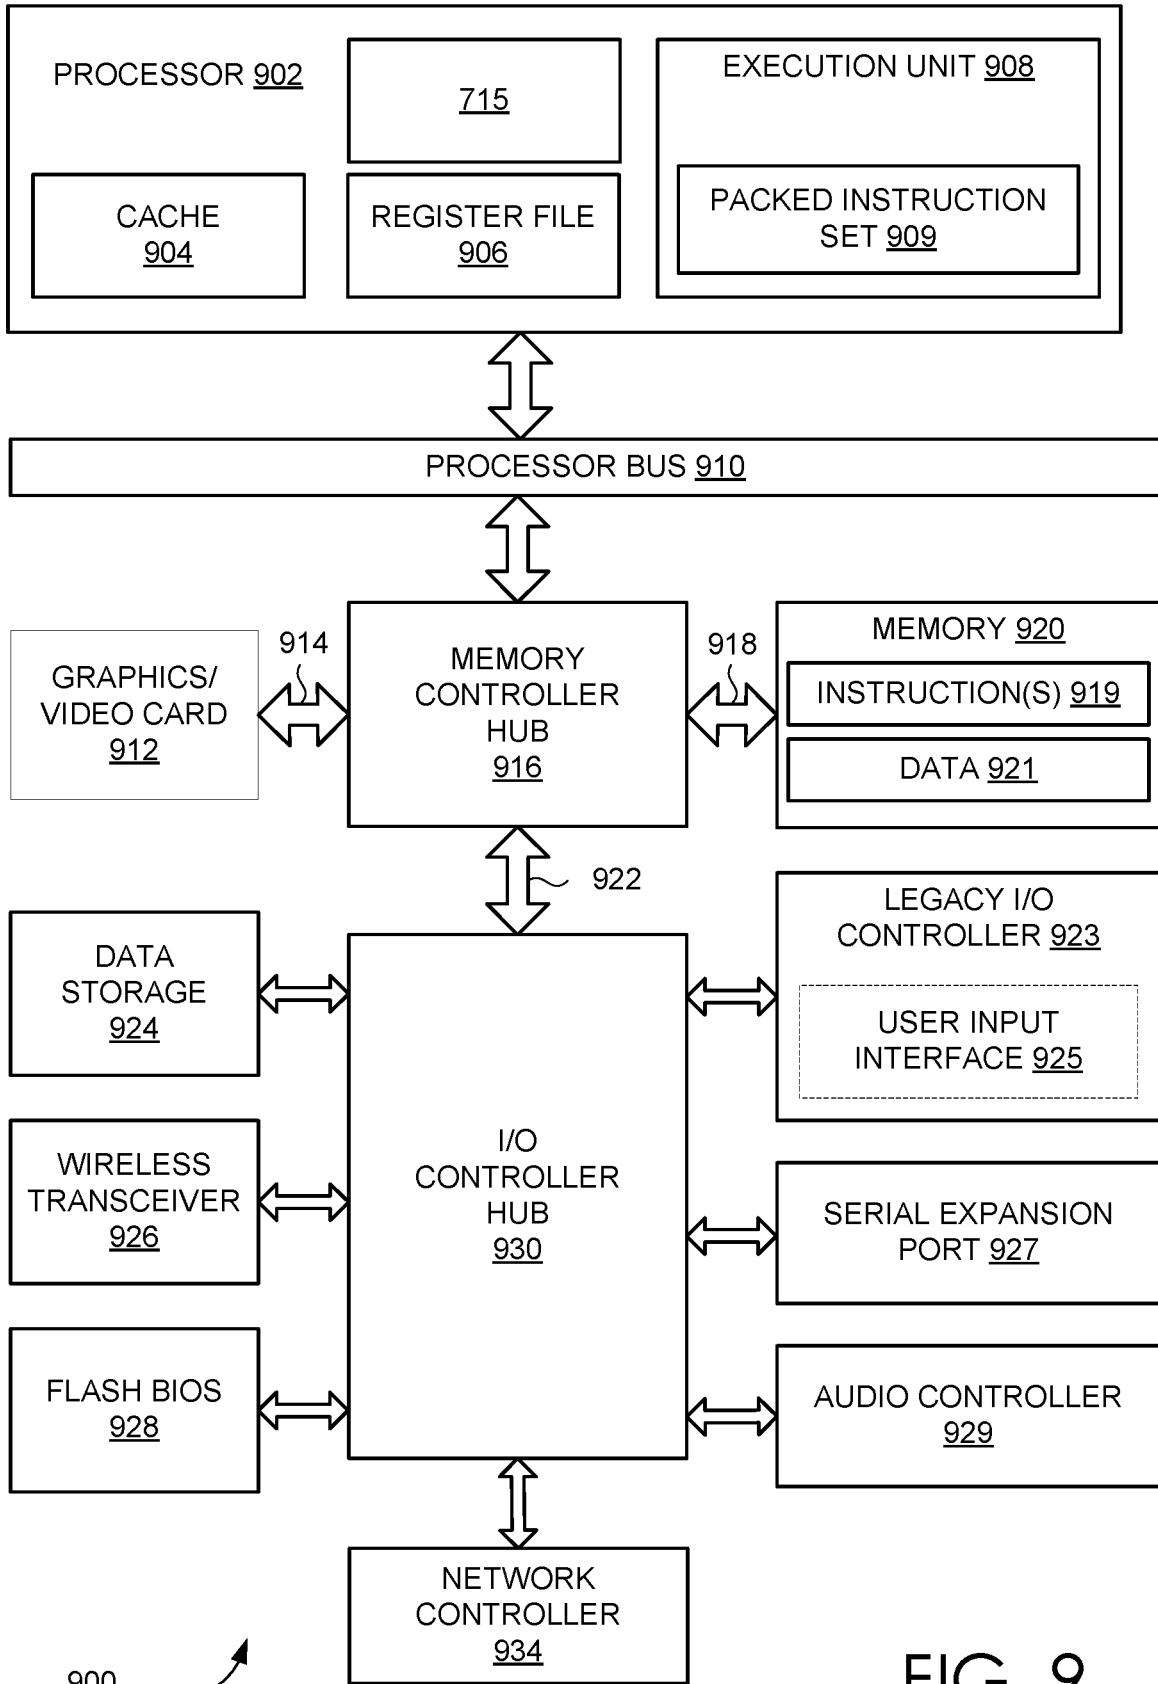 PROCESSOR 902
715
EXECUTION UNIT 908
CACHE
904
REGISTER FILE
906
PACKED INSTRUCTION
SET 909
PROCESSOR BUS 910
GRAPHICS/
VIDEO CARD
912
914
MEMORY
CONTROLLER
HUB
916
918
MEMORY 920
INSTRUCTION(S) 919
DATA 921
922
DATA
STORAGE
924
LEGACY I/O
CONTROLLER 923
USER INPUT
INTERFACE 925
WIRELESS
TRANSCEIVER
926
I/O
CONTROLLER
HUB
930
SERIAL EXPANSION
PORT 927
FLASH BIOS
928
AUDIO CONTROLLER
929
NETWORK
CONTROLLER
934
900
FIG. 9